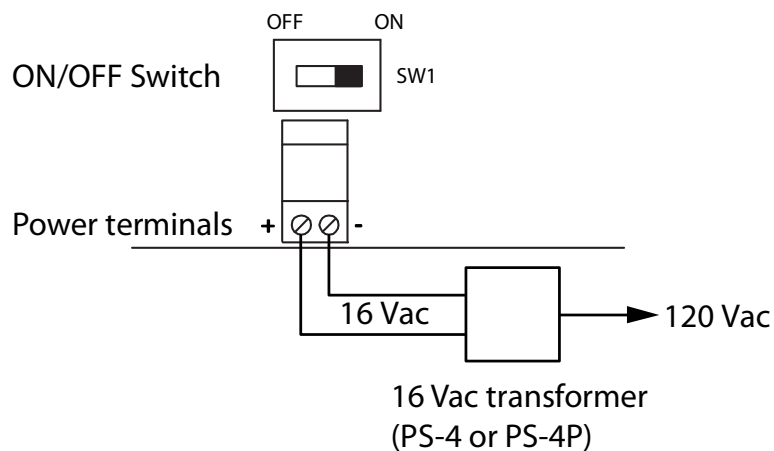 OFF ON
ON/OFF Switch
SW1
Power terminals + -
16 Vac
120 Vac
16 Vac transformer
(PS-4 or PS-4P)